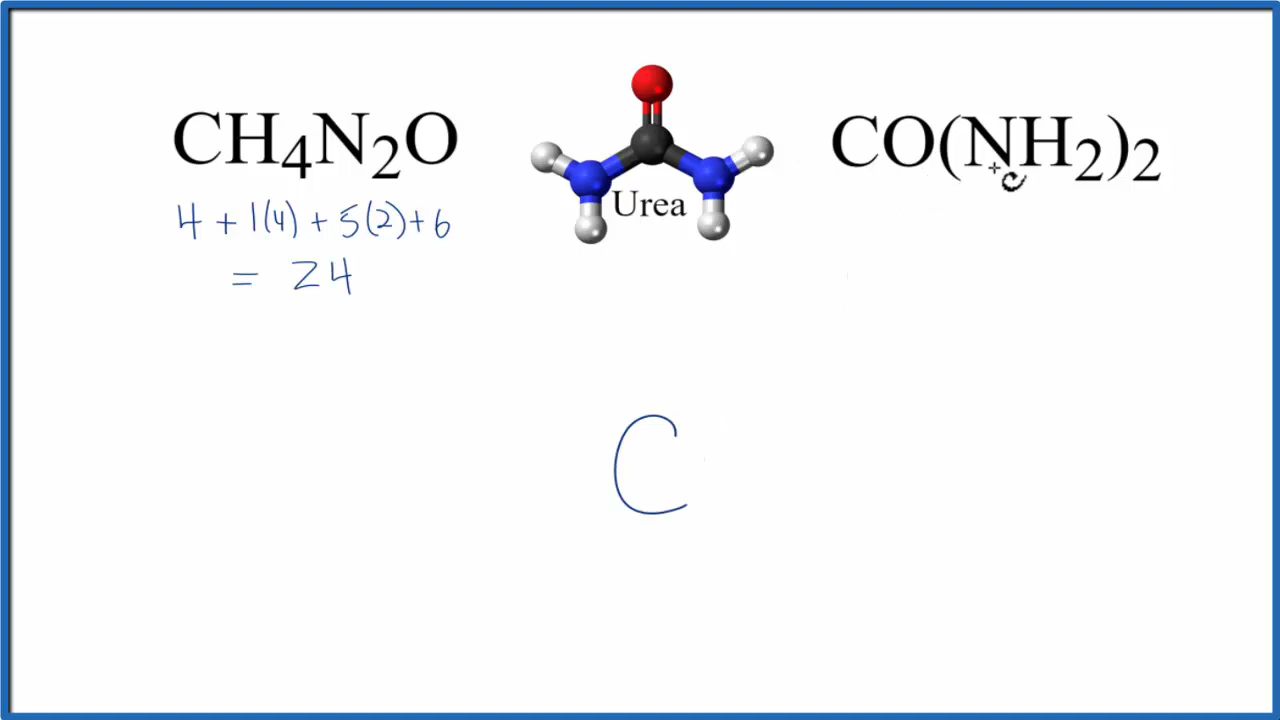 CH₄N₂O
Urea
CO(NH₂)₂
4 + 1(4) + 5(2) + 6
= 24
C